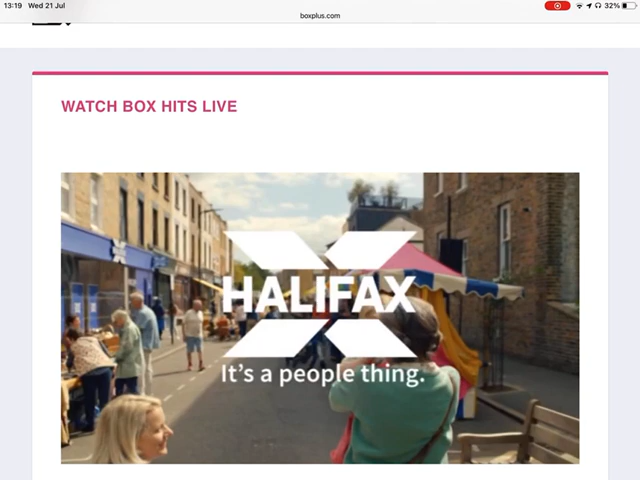 13:19 Wed 21 Jul
32%
boxplus.com
WATCH BOX HITS LIVE
HALIFAX
It's a people thing.